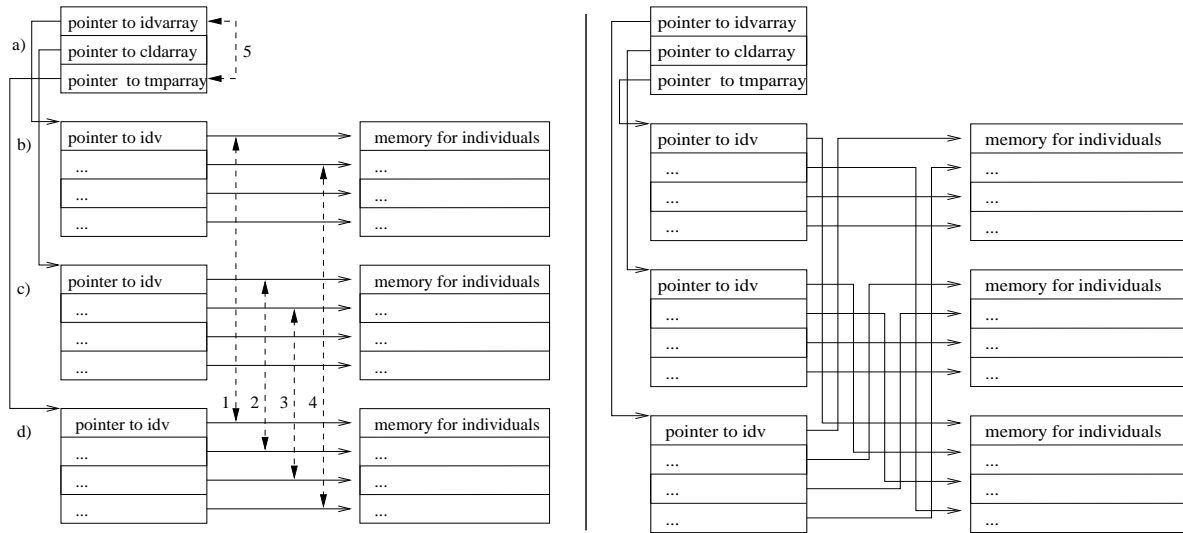 pointer to idvarray
a)
pointer to cldarray
5
pointer to tmparray
b)
pointer to idv
memory for individuals
...
...
...
...
...
...
c)
pointer to idv
memory for individuals
...
...
...
...
...
...
1 2 3 4
d)
pointer to idv
memory for individuals
...
...
...
...
...
...
pointer to idvarray
pointer to cldarray
pointer to tmparray
pointer to idv
memory for individuals
...
...
...
...
...
...
pointer to idv
memory for individuals
...
...
...
...
...
...
pointer to idv
memory for individuals
...
...
...
...
...
...